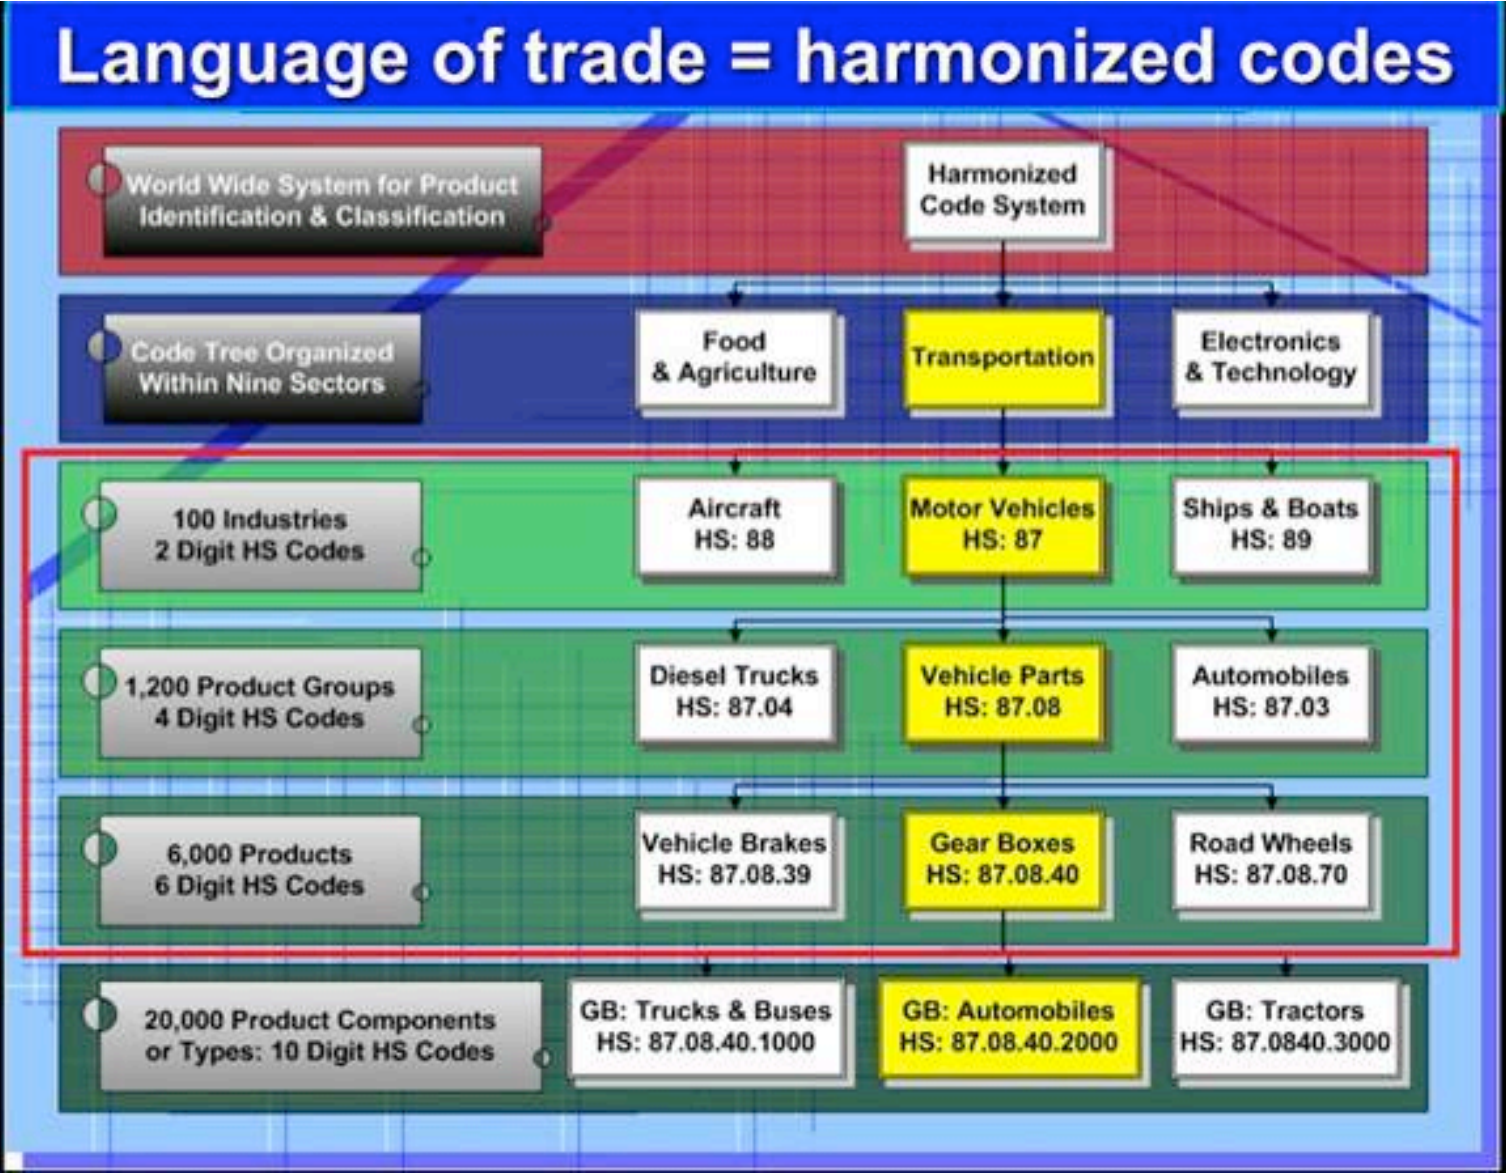 Language of trade = harmonized codes
World Wide System for Product
Identification & Classification
Harmonized
Code System
Code Tree Organized
Within Nine Sectors
Food
& Agriculture
Transportation
Electronics
& Technology
100 Industries
2 Digit HS Codes
Aircraft
HS: 88
Motor Vehicles
HS: 87
Ships & Boats
HS: 89
1,200 Product Groups
4 Digit HS Codes
Diesel Trucks
HS: 87.04
Vehicle Parts
HS: 87.08
Automobiles
HS: 87.03
6,000 Products
6 Digit HS Codes
Vehicle Brakes
HS: 87.08.39
Gear Boxes
HS: 87.08.40
Road Wheels
HS: 87.08.70
20,000 Product Components
or Types: 10 Digit HS Codes
GB: Trucks & Buses
HS: 87.08.40.1000
GB: Automobiles
HS: 87.08.40.2000
GB: Tractors
HS: 87.0840.3000